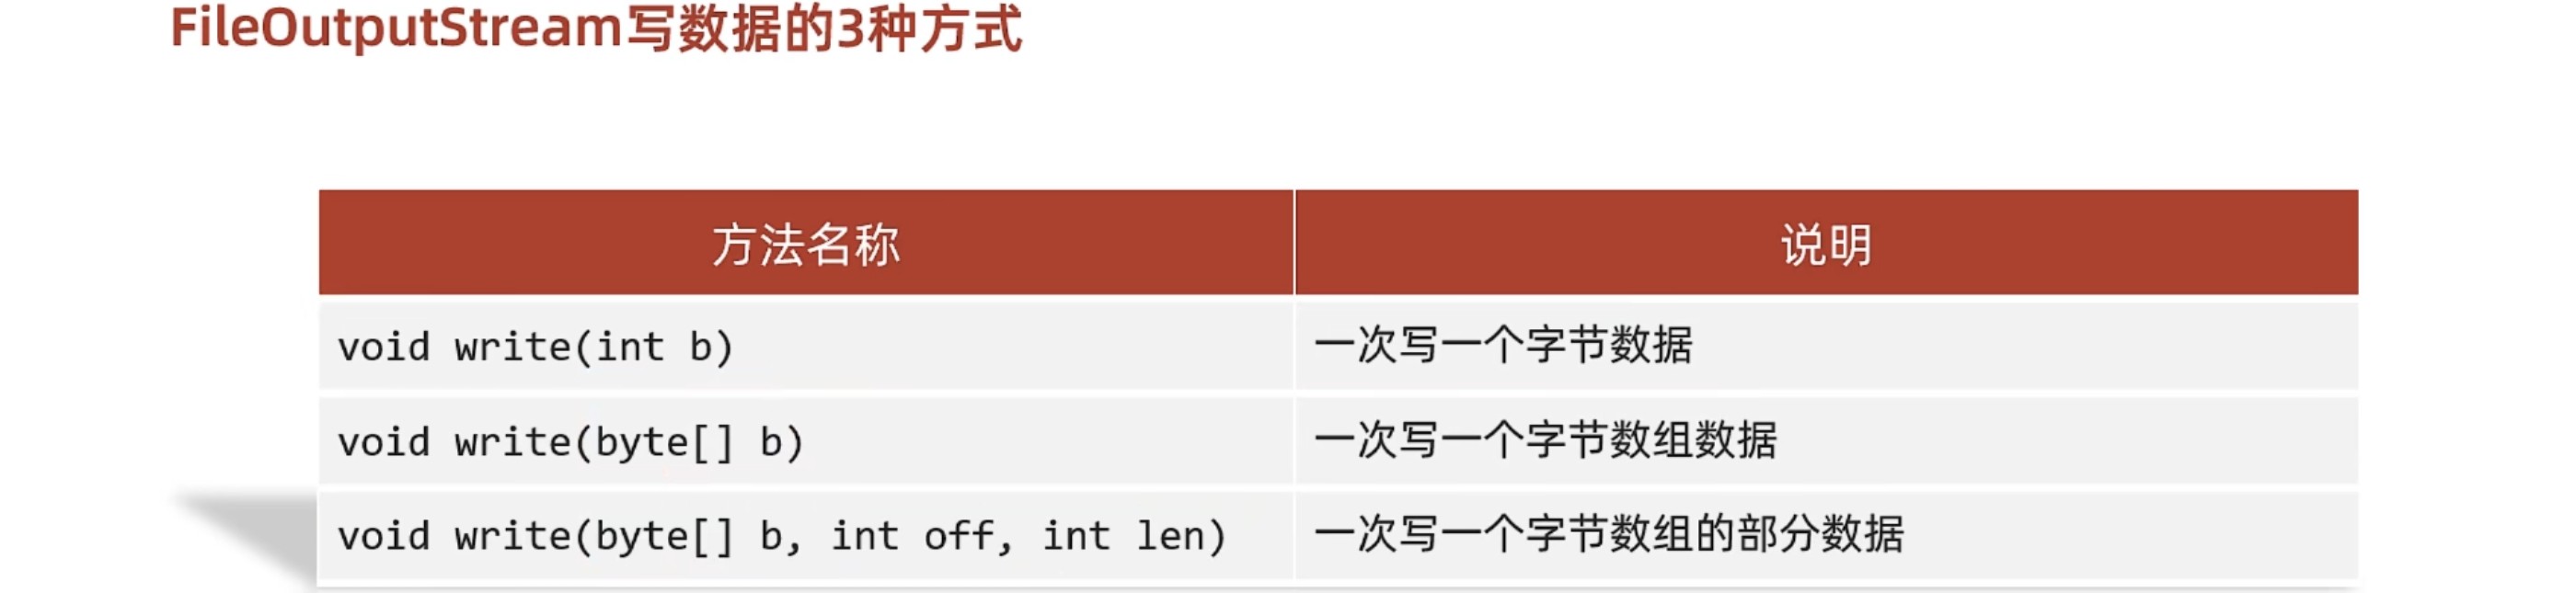 FileOutputStream写数据的3种方式
方法名称 说明
void write(int b) 一次写一个字节数据
void write(byte[] b) 一次写一个字节数组数据
void write(byte[] b, int off, int len) 一次写一个字节数组的部分数据